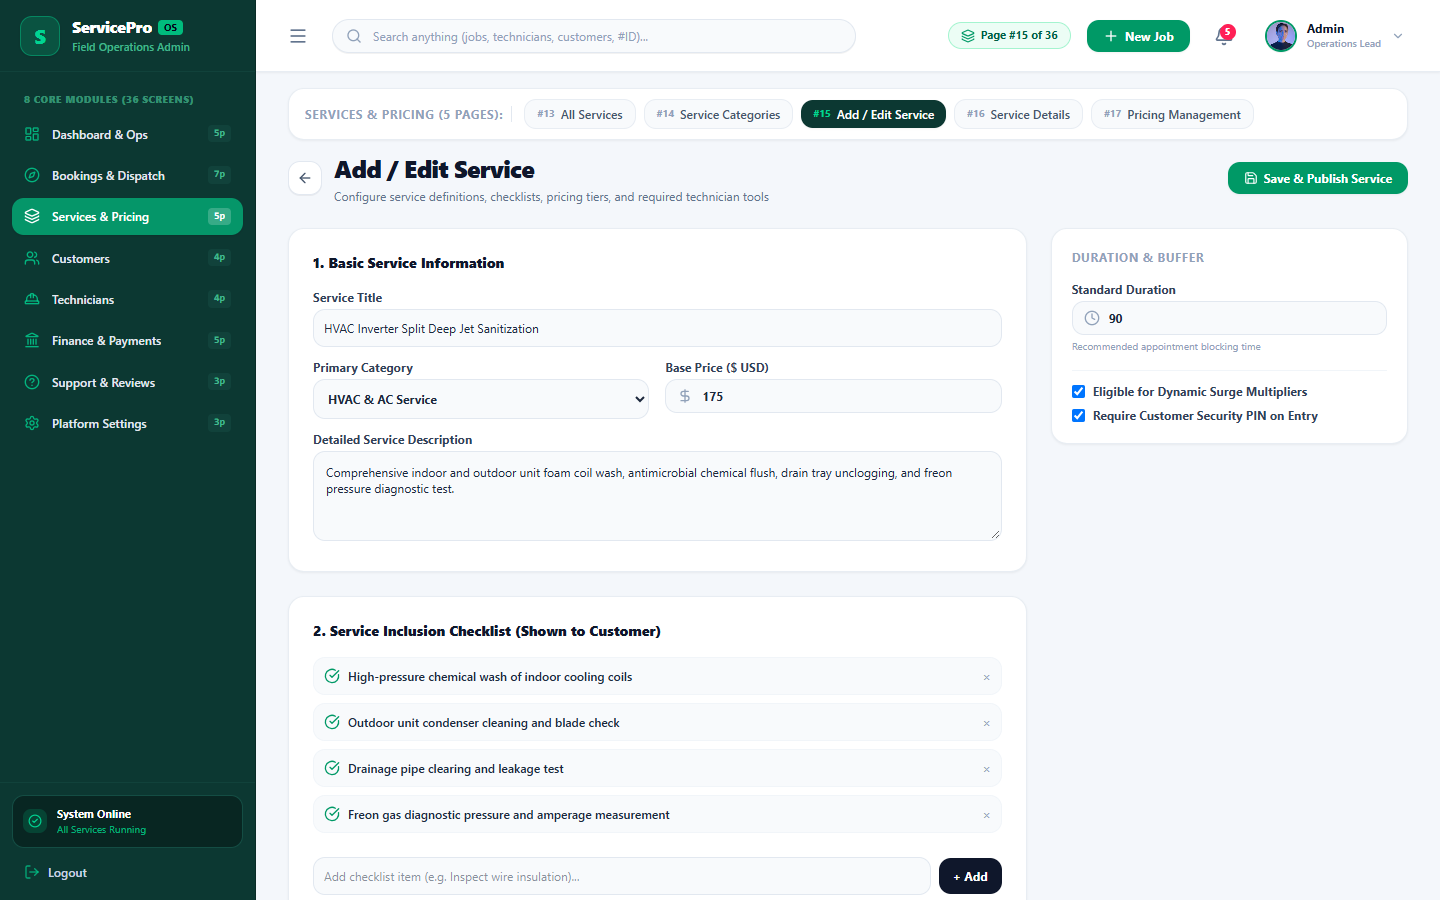 S
ServicePro OS
Field Operations Admin
8 CORE MODULES (36 SCREENS)
Dashboard & Ops 5p
Bookings & Dispatch 7p
Services & Pricing 5p
Customers 4p
Technicians 4p
Finance & Payments 5p
Support & Reviews 3p
Platform Settings 3p
System Online
All Services Running
Logout
Search anything (jobs, technicians, customers, #ID)...
Page #15 of 36
+ New Job
5
Admin
Operations Lead
SERVICES & PRICING (5 PAGES):
#13 All Services
#14 Service Categories
#15 Add / Edit Service
#16 Service Details
#17 Pricing Management
Add / Edit Service
Configure service definitions, checklists, pricing tiers, and required technician tools
Save & Publish Service
1. Basic Service Information
Service Title
HVAC Inverter Split Deep Jet Sanitization
Primary Category
HVAC & AC Service
Base Price ($ USD)
$ 175
Detailed Service Description
Comprehensive indoor and outdoor unit foam coil wash, antimicrobial chemical flush, drain tray unclogging, and freon
pressure diagnostic test.
2. Service Inclusion Checklist (Shown to Customer)
High-pressure chemical wash of indoor cooling coils ×
Outdoor unit condenser cleaning and blade check ×
Drainage pipe clearing and leakage test ×
Freon gas diagnostic pressure and amperage measurement ×
Add checklist item (e.g. Inspect wire insulation)...
+ Add
DURATION & BUFFER
Standard Duration
90
Recommended appointment blocking time
Eligible for Dynamic Surge Multipliers
Require Customer Security PIN on Entry